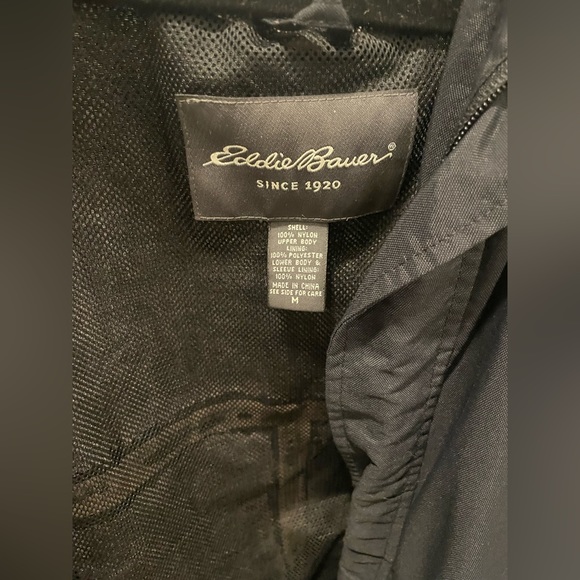 Eddie Bauer®
SINCE 1920
SHELL:
100% NYLON
UPPER BODY
LINING:
100% POLYESTER
LOWER BODY &
SLEEVE LINING:
100% NYLON
MADE IN CHINA
SEE SIDE FOR CARE
M